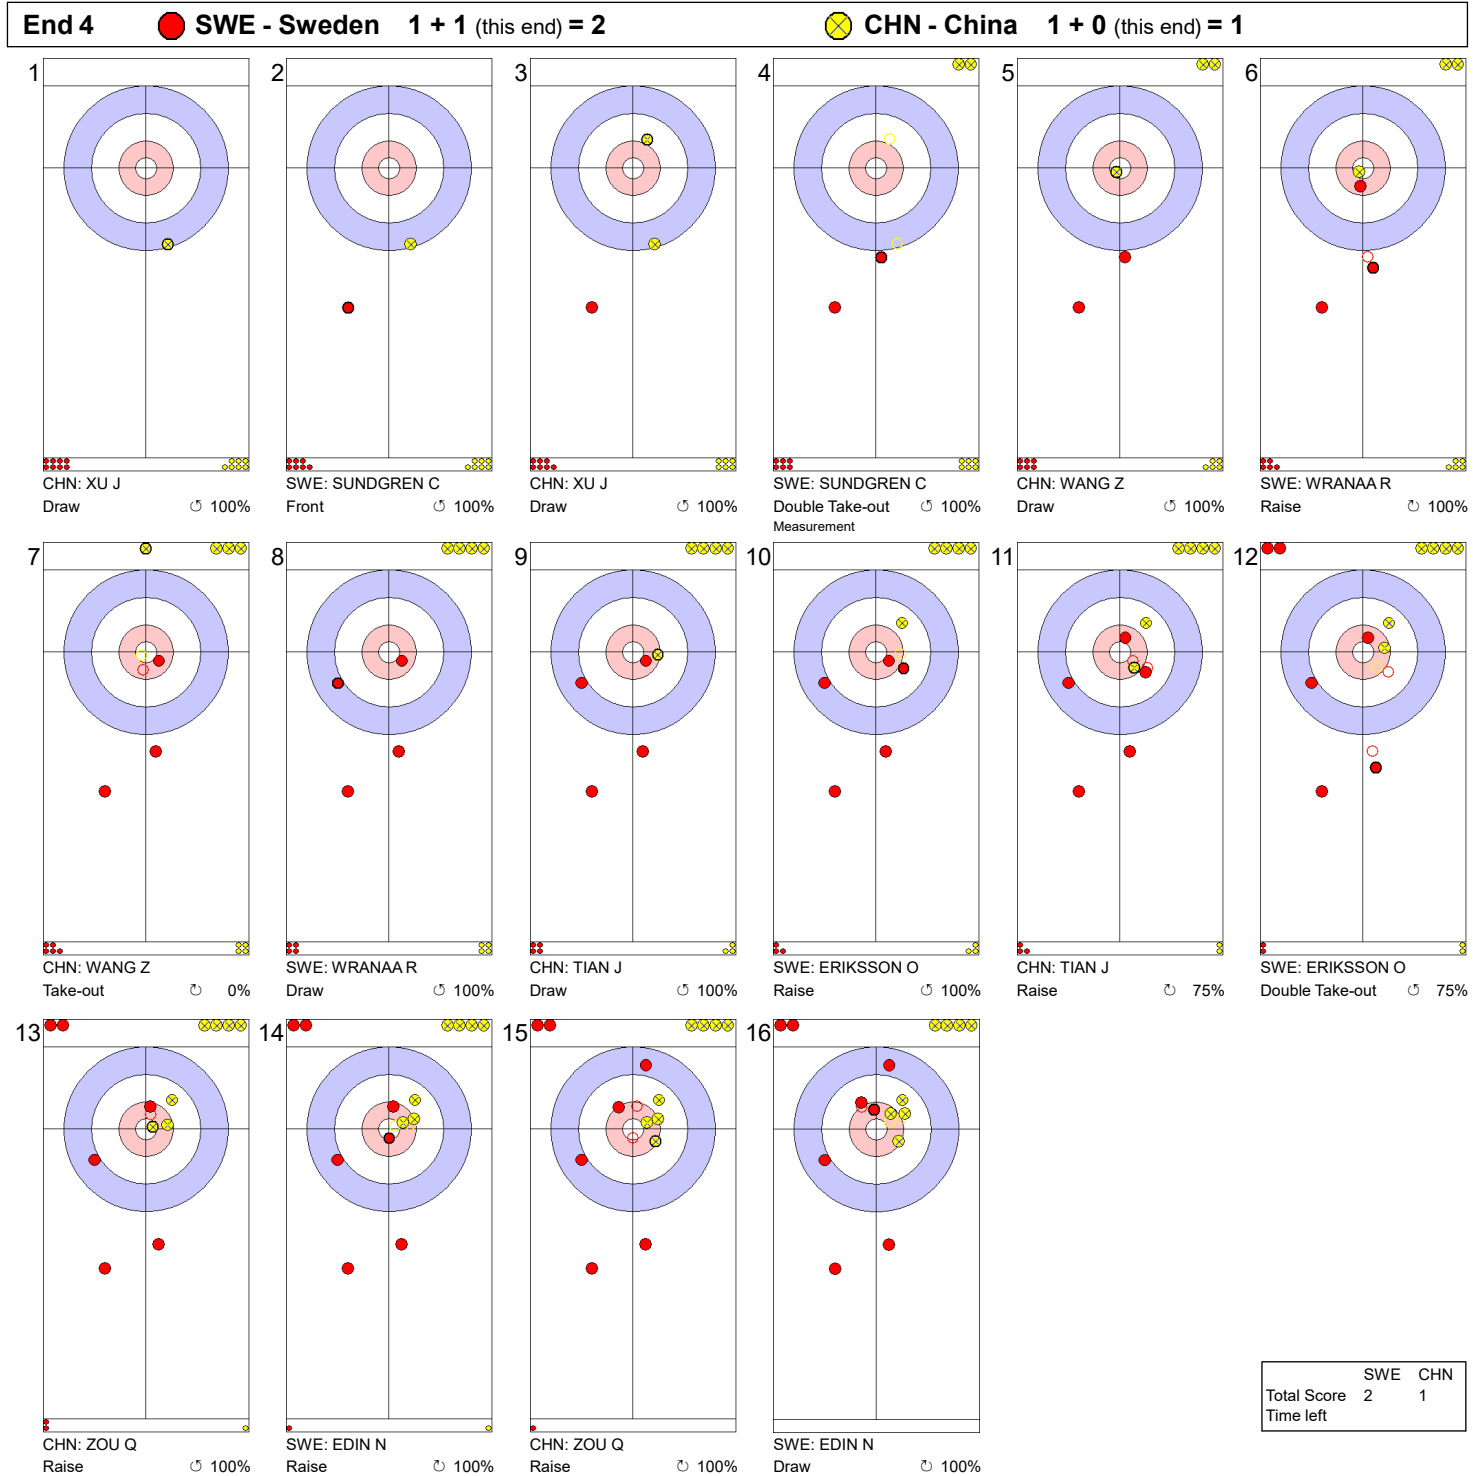 End 4 SWE - Sweden 1 + 1 (this end) = 2 CHN - China 1 + 0 (this end) = 1
1 2 3 4 5 6
CHN: XU J SWE: SUNDGREN C CHN: XU J SWE: SUNDGREN C CHN: WANG Z SWE: WRANAA R
Draw ↺ 100% Front ↺ 100% Draw ↺ 100% Double Take-out ↺ 100% Draw ↺ 100% Raise ↻ 100%
Measurement
7 8 9 10 11 12
CHN: WANG Z SWE: WRANAA R CHN: TIAN J SWE: ERIKSSON O CHN: TIAN J SWE: ERIKSSON O
Take-out ↻ 0% Draw ↺ 100% Draw ↺ 100% Raise ↺ 100% Raise ↻ 75% Double Take-out ↺ 75%
13 14 15 16
SWE CHN
Total Score 2 1
Time left
CHN: ZOU Q SWE: EDIN N CHN: ZOU Q SWE: EDIN N
Raise ↺ 100% Raise ↻ 100% Raise ↻ 100% Draw ↻ 100%